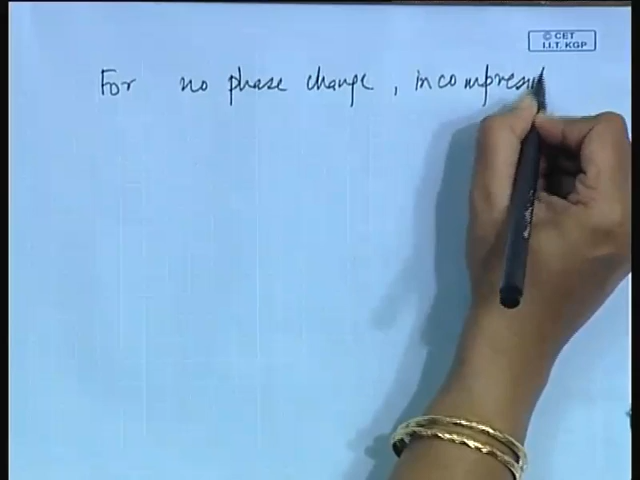 © CET
I.I.T. KGP
For no phase change, incompress